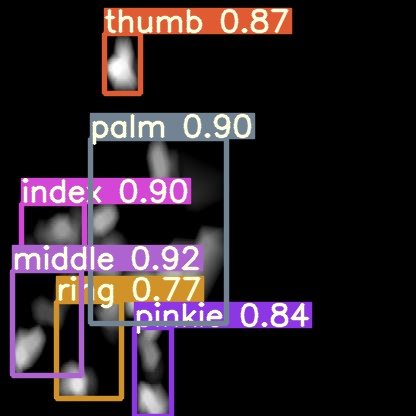 thumb 0.87
palm 0.90
index 0.90
middle 0.92
ring 0.77
pinkie 0.84